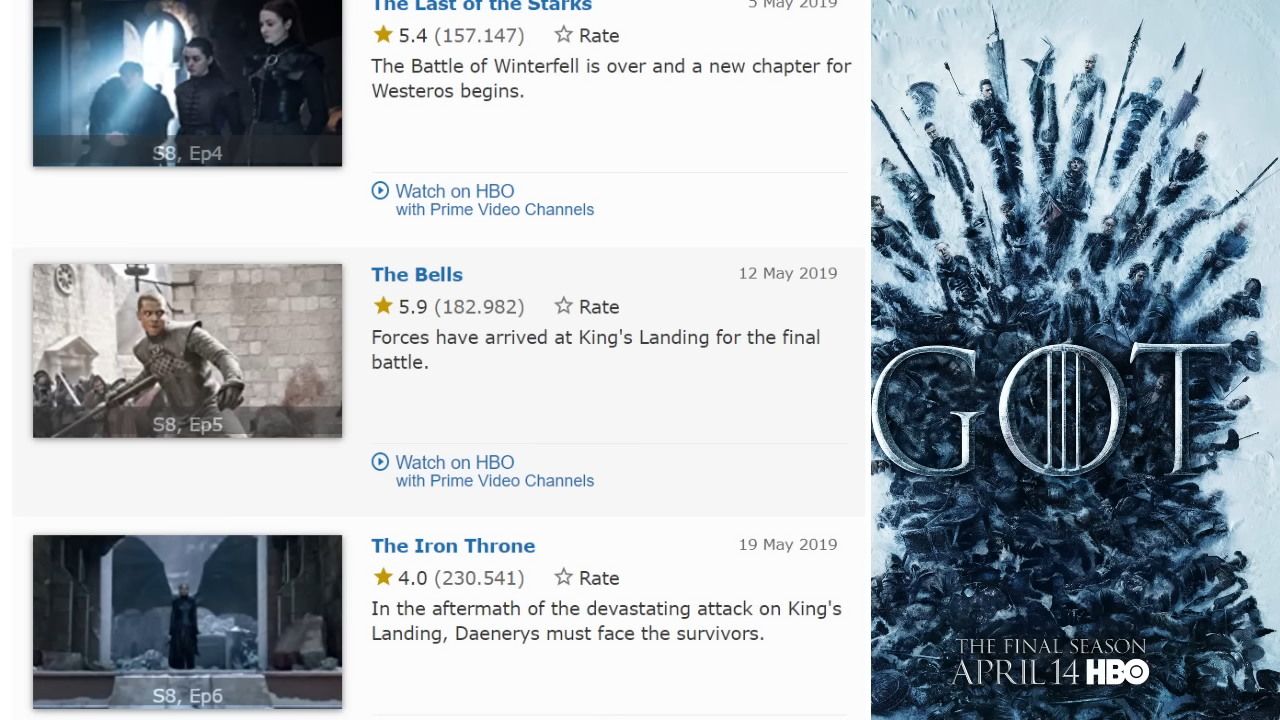 The Last of the Starks 5 May 2019
5.4 (157.147) Rate
The Battle of Winterfell is over and a new chapter for
Westeros begins.
S8, Ep4
Watch on HBO
with Prime Video Channels
The Bells 12 May 2019
5.9 (182.982) Rate
Forces have arrived at King's Landing for the final
battle.
S8, Ep5
Watch on HBO
with Prime Video Channels
The Iron Throne 19 May 2019
4.0 (230.541) Rate
In the aftermath of the devastating attack on King's
Landing, Daenerys must face the survivors.
S8, Ep6
GOT
THE FINAL SEASON
APRIL 14 HBO